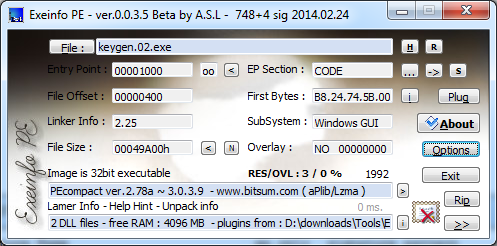 Exeinfo PE - ver.0.0.3.5 Beta by A.S.L - 748+4 sig 2014.02.24
File : keygen.02.exe H R
Entry Point : 00001000 oo < EP Section : CODE ... -> S
File Offset : 00000400 First Bytes : B8.24.74.5B.00 i Plug
Linker Info : 2.25 SubSystem : Windows GUI About
File Size : 00049A00h < N Overlay : NO 00000000 Options
Image is 32bit executable RES/OVL : 3 / 0 % 1992 Exit
PEcompact ver.2.78a ~ 3.0.3.9 - www.bitsum.com ( aPlib/Lzma ) > Rip
Lamer Info - Help Hint - Unpack info 0 ms.
2 DLL files - free RAM : 4096 MB - plugins from : D:\downloads\Tools\E i >>
Exeinfo PE